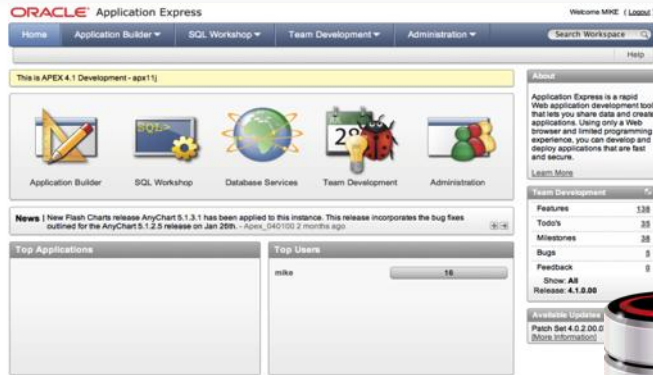 ORACLE Application Express
Welcome MIKE ( Logout
Home Application Builder SQL Workshop Team Development Administration
Search Workspace
Help
This is APEX 4.1 Development - apx11j
SQL>
28
Application Builder SQL Workshop Database Services Team Development Administration
News | New Flash Charts release AnyChart 5.1.3.1 has been applied to this instance. This release incorporates the bug fixes
outlined for the AnyChart 5.1.2.5 release on Jan 26th. - Apex_040100 2 months ago
Top Applications
Top Users
mike 16
About
Application Express is a rapid
Web application development tool
that lets you share data and create
applications. Using only a Web
browser and limited programming
experience, you can develop and
deploy applications that are fast
and secure.
Learn More
Team Development
Features 138
Todo's 35
Milestones 38
Bugs 5
Feedback
Show: All
Release: 4.1.0.00
Available Updates
Patch Set 4.0.2.00.0
[More Information]